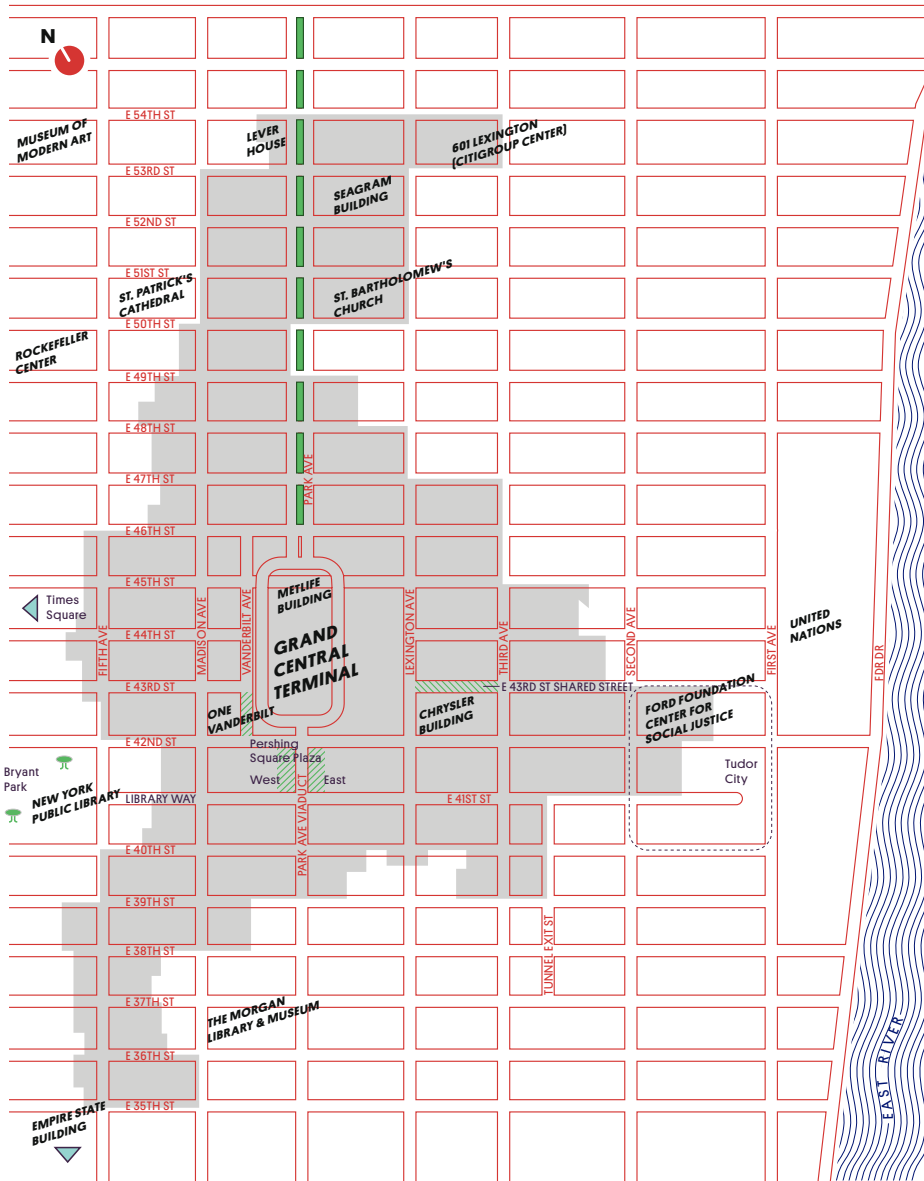 N
E 54TH ST
MUSEUM OF
MODERN ART
LEVER
HOUSE
601 LEXINGTON
(CITIGROUP CENTER)
E 53RD ST
SEAGRAM
BUILDING
E 52ND ST
E 51ST ST
ST. PATRICK'S
CATHEDRAL
ST. BARTHOLOMEW'S
CHURCH
E 50TH ST
ROCKEFELLER
CENTER
E 49TH ST
E 48TH ST
PARK AVE
E 47TH ST
E 46TH ST
E 45TH ST
METLIFE
BUILDING
Times
Square
FIFTH AVE
MADISON AVE
VANDERBILT AVE
LEXINGTON AVE
THIRD AVE
SECOND AVE
FIRST AVE
FDR DR
UNITED
NATIONS
E 44TH ST
GRAND
CENTRAL
TERMINAL
E 43RD ST
E 43RD ST SHARED STREET
ONE
VANDERBILT
CHRYSLER
BUILDING
FORD FOUNDATION
CENTER FOR
SOCIAL JUSTICE
E 42ND ST
Pershing
Square Plaza
West
East
Tudor
City
Bryant
Park
NEW YORK
PUBLIC LIBRARY
LIBRARY WAY
E 41ST ST
PARK AVE VIADUCT
E 40TH ST
E 39TH ST
TUNNEL EXIT ST
E 38TH ST
E 37TH ST
THE MORGAN
LIBRARY & MUSEUM
E 36TH ST
EAST RIVER
E 35TH ST
EMPIRE STATE
BUILDING